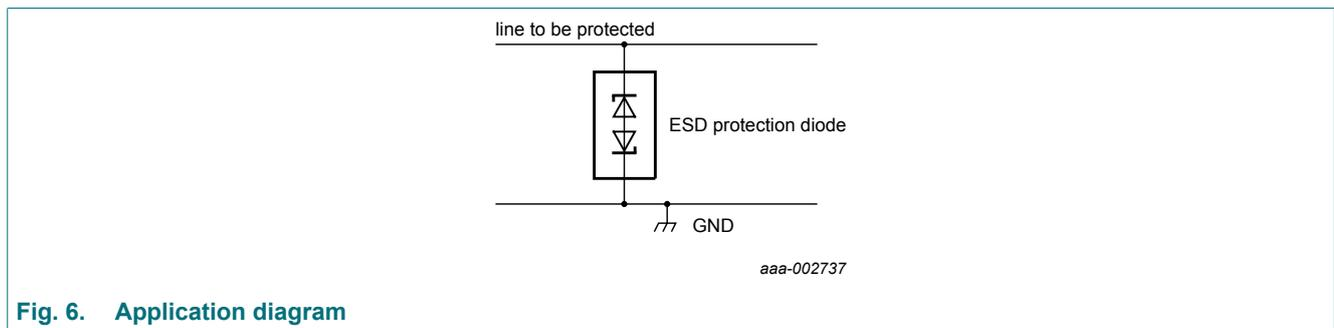 line to be protected
ESD protection diode
GND
aaa-002737
Fig. 6. Application diagram